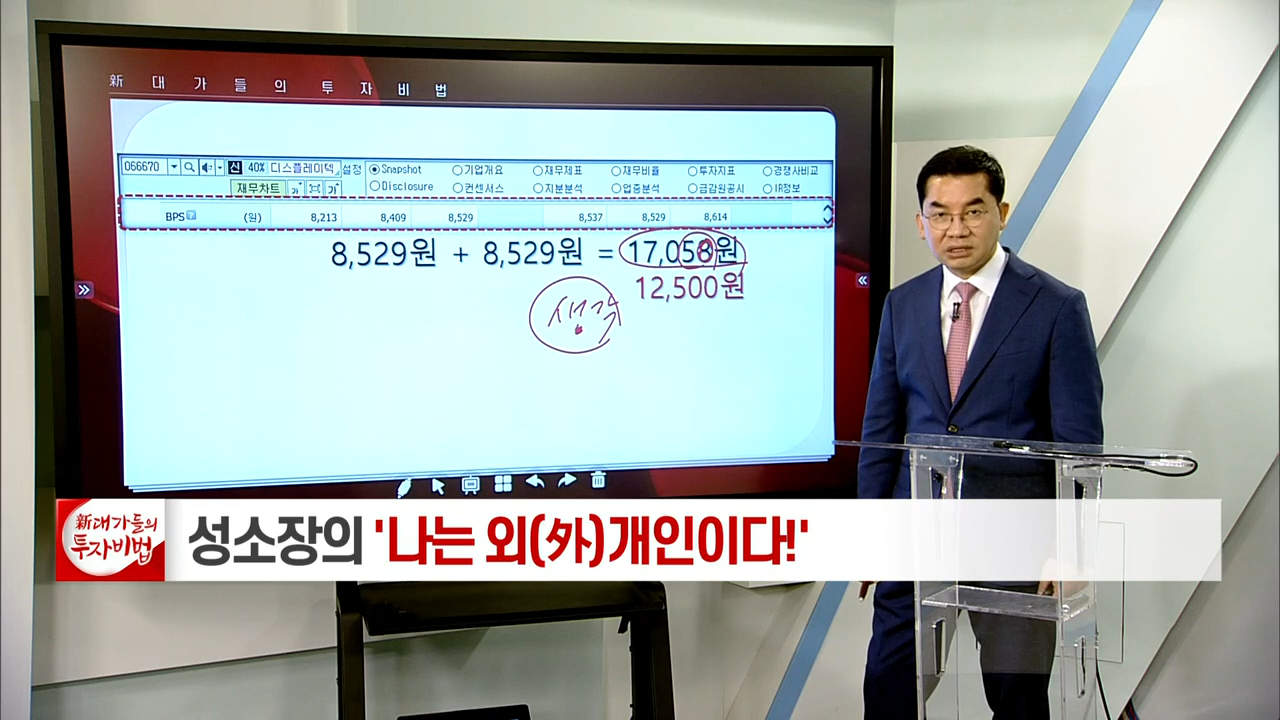 新 대 가 들 의 투 자 비 법
066670 신 40% 디스플레이텍 설정 Snapshot 기업개요 재무제표 재무비율 투자지표 경쟁사비교
재무차트 가 가 Disclosure 컨센서스 지분분석 업종분석 금감원공시 IR정보
BPS (원) 8,213 8,409 8,529 8,537 8,529 8,614
8,529원 + 8,529원 = 17,058원
12,500원
생각
新대가들의
투자비법
성소장의 '나는 외(外)개인이다!'